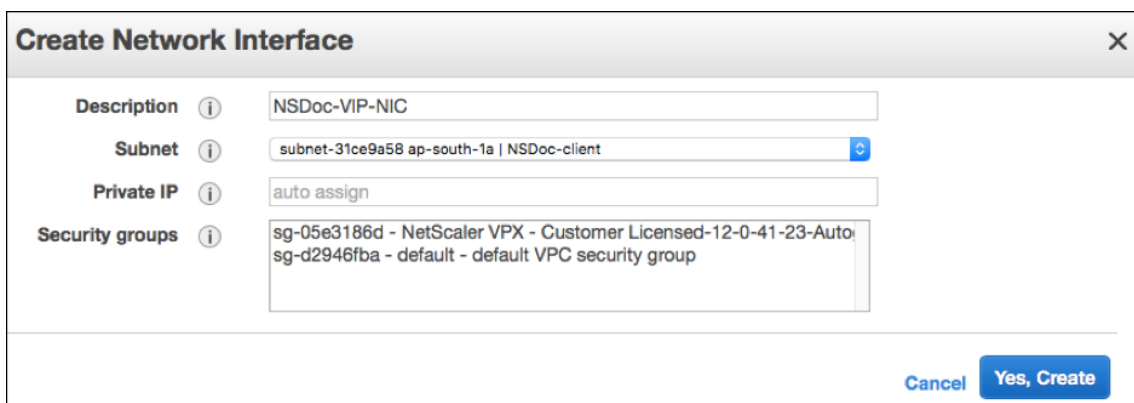 Create Network Interface
Description NSDoc-VIP-NIC
Subnet subnet-31ce9a58 ap-south-1a | NSDoc-client
Private IP auto assign
Security groups sg-05e3186d - NetScaler VPX - Customer Licensed-12-0-41-23-Autog
sg-d2946fba - default - default VPC security group
Cancel Yes, Create